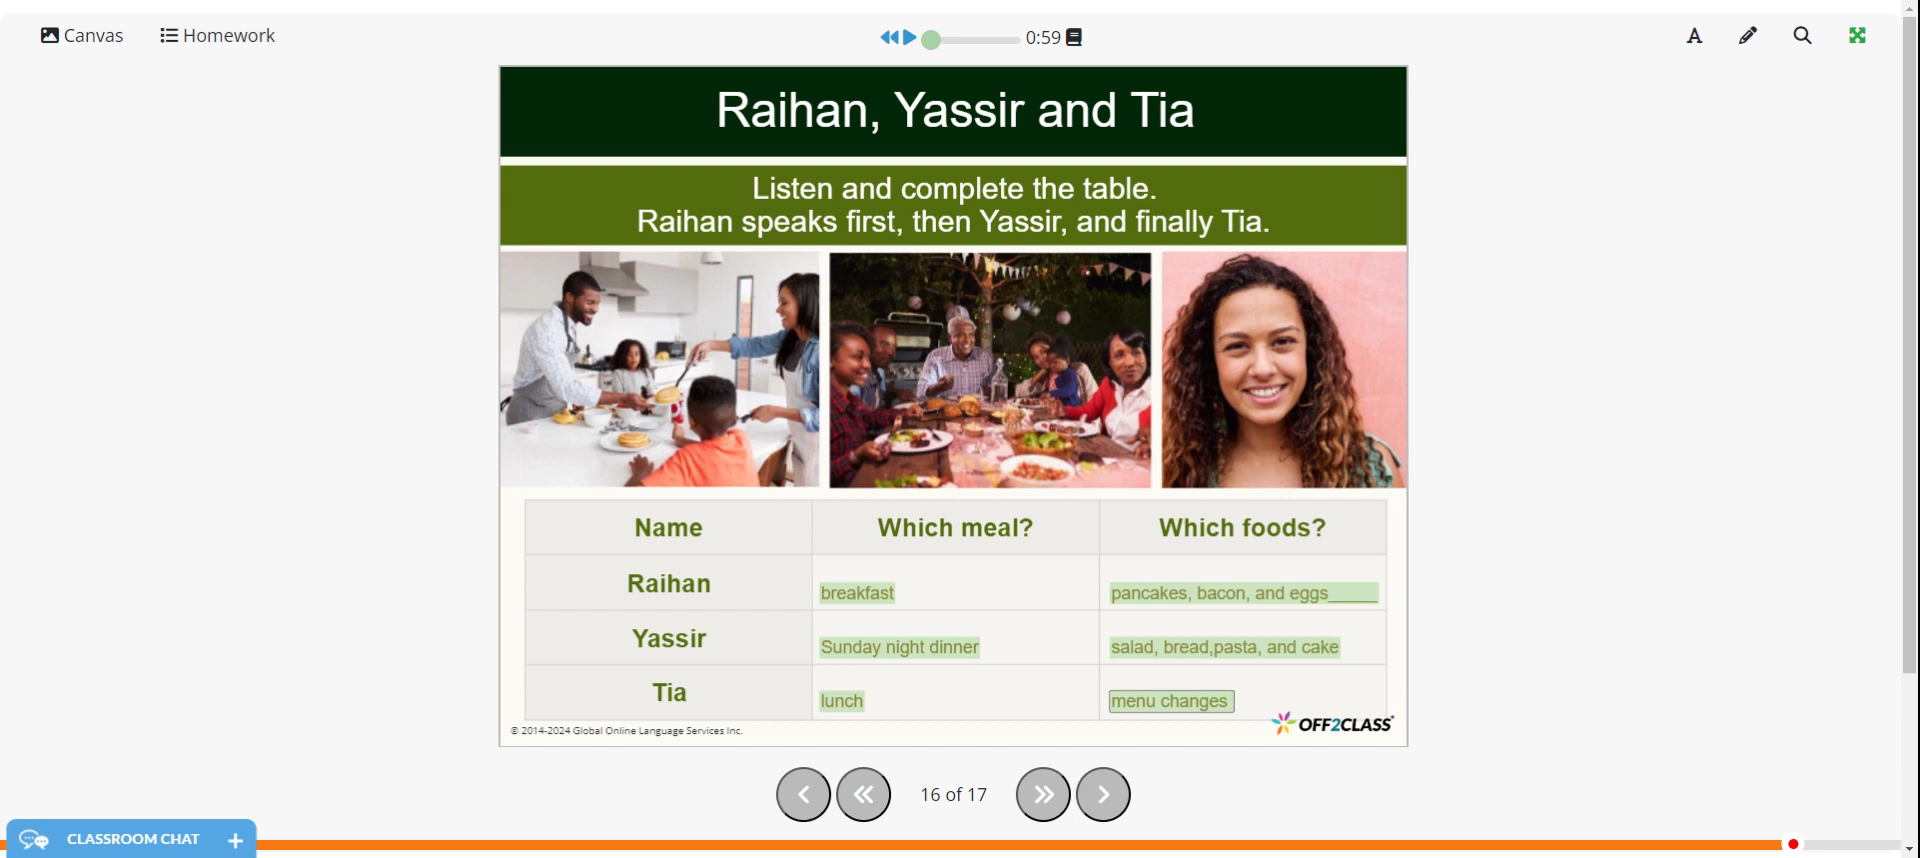 Canvas
Homework
0:59
A
Raihan, Yassir and Tia
Listen and complete the table.
Raihan speaks first, then Yassir, and finally Tia.
Name Which meal? Which foods?
Raihan breakfast pancakes, bacon, and eggs_____
Yassir Sunday night dinner salad, bread,pasta, and cake
Tia lunch menu changes
© 2014-2024 Global Online Language Services Inc.
OFF2CLASS®
16 of 17
CLASSROOM CHAT +